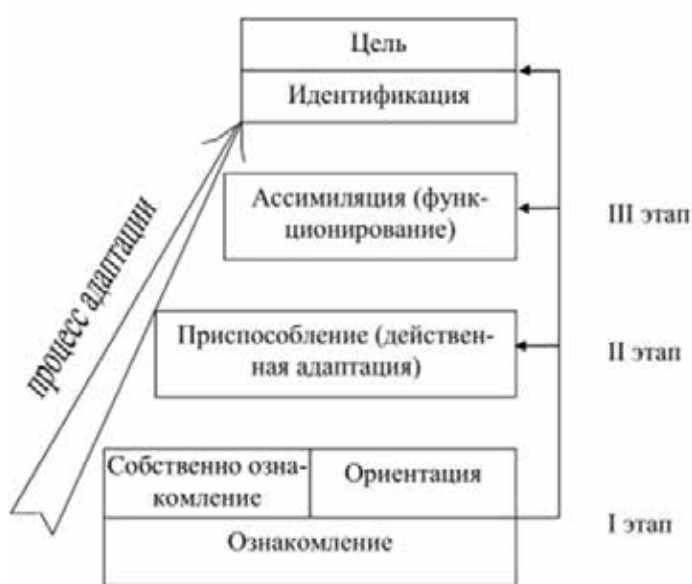 Цель
Идентификация
Ассимиляция (функ-
ционирование)
III этап
Приспособление (действен-
ная адаптация)
II этап
процесс адаптации
Собственно озна-
комление
Ориентация
Ознакомление
I этап